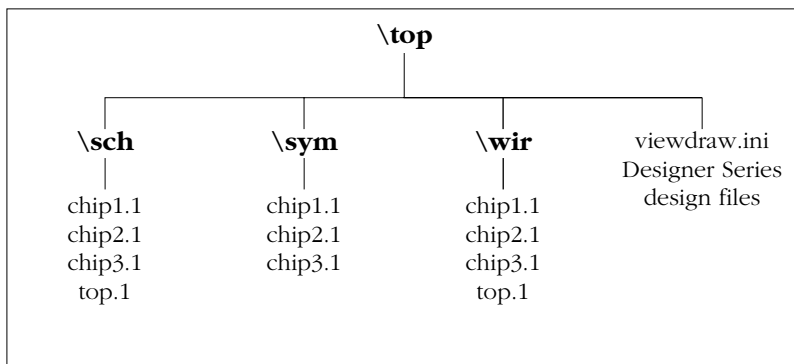 \top
\sch
chip1.1
chip2.1
chip3.1
top.1
\sym
chip1.1
chip2.1
chip3.1
\wir
chip1.1
chip2.1
chip3.1
top.1
viewdraw.ini
Designer Series
design files